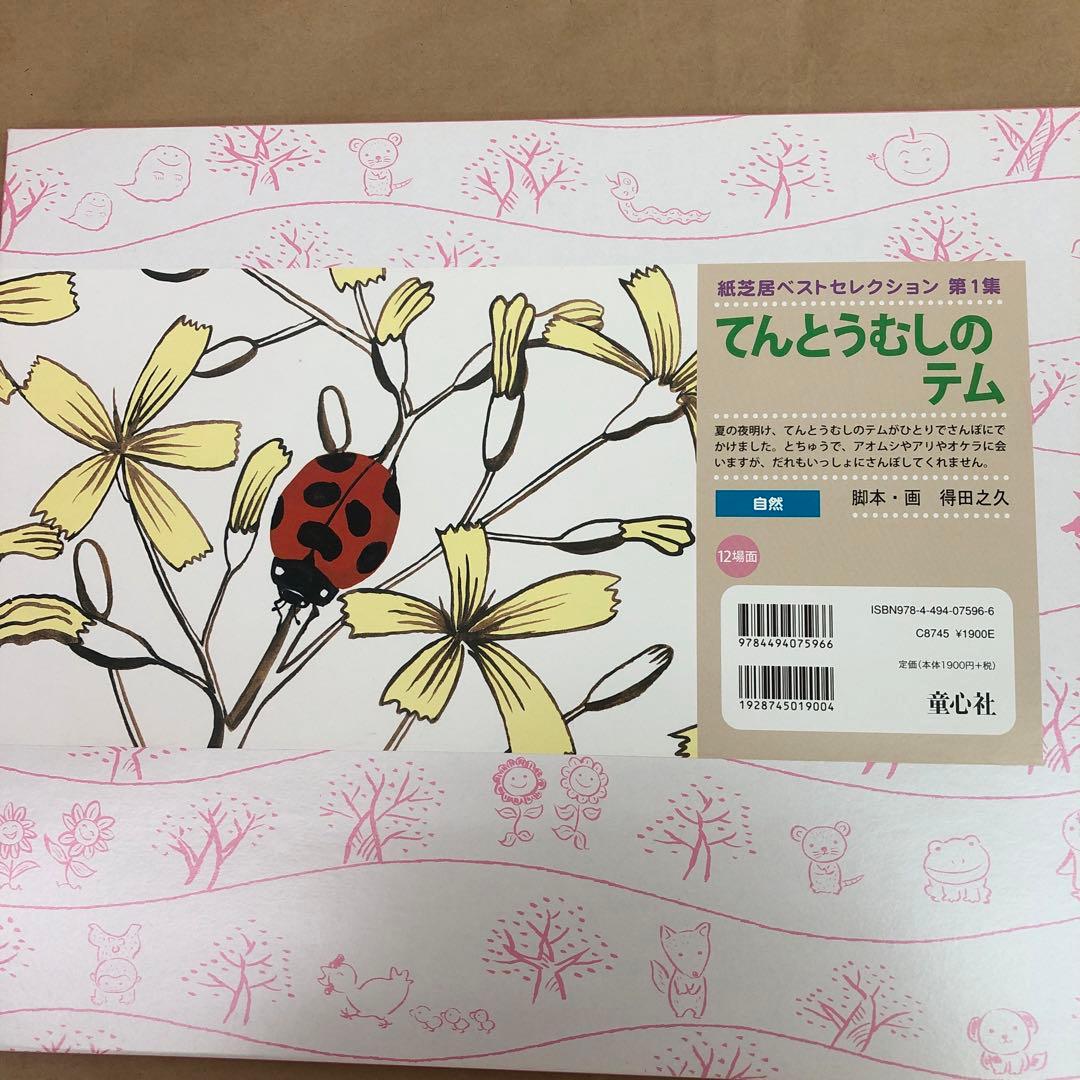 紙芝居ベストセレクション 第1集
てんとうむしの
テム
夏の夜明け、てんとうむしのテムがひとりでさんぽにで
かけました。とちゅうで、アオムシやアリやオケラに会
いますが、だれもいっしょにさんぽしてくれません。
自然 脚本・画 得田之久
12場面
ISBN978-4-494-07596-6
9784494075966
C8745 ¥1900E
定価(本体1900円+税)
1928745019004
童心社